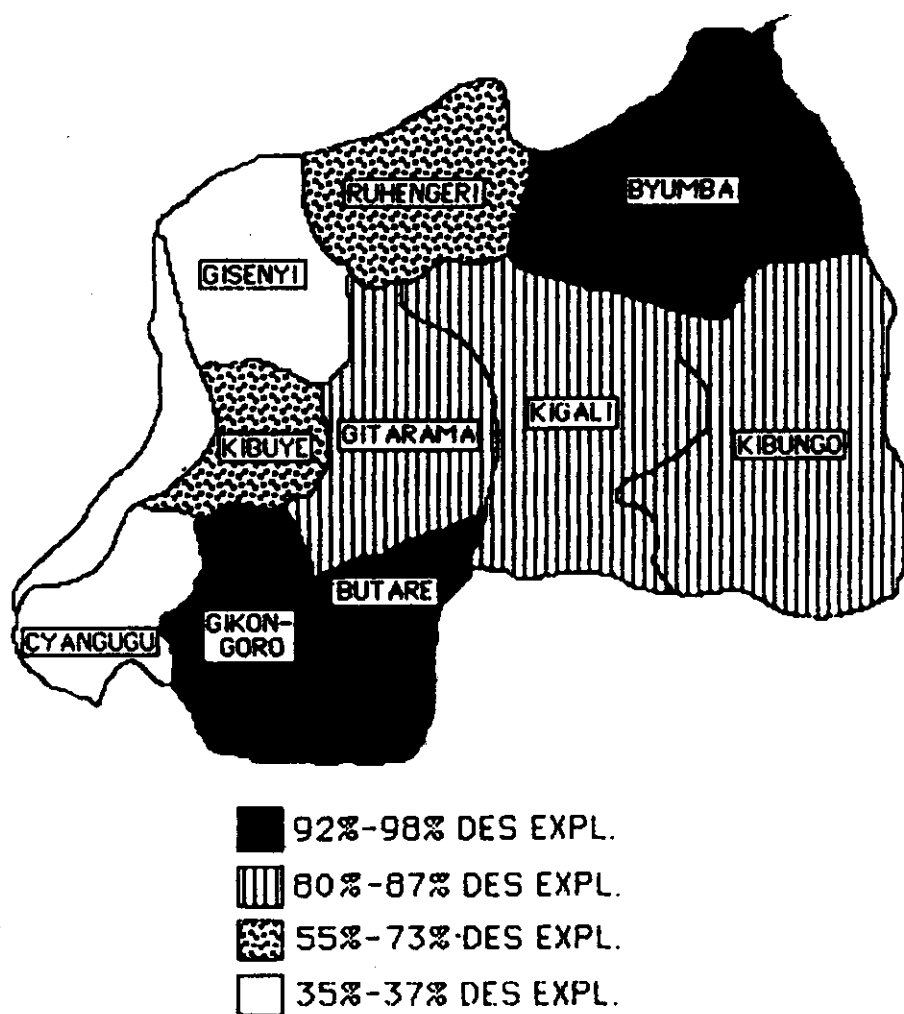 RUHENGERI
BYUMBA
GISENYI
KIGALI
GITARAMA
KIBUYE
KIBUNGO
BUTARE
GIKON-
GORO
CYANGUGU
92%-98% DES EXPL.
80%-87% DES EXPL.
55%-73% DES EXPL.
35%-37% DES EXPL.